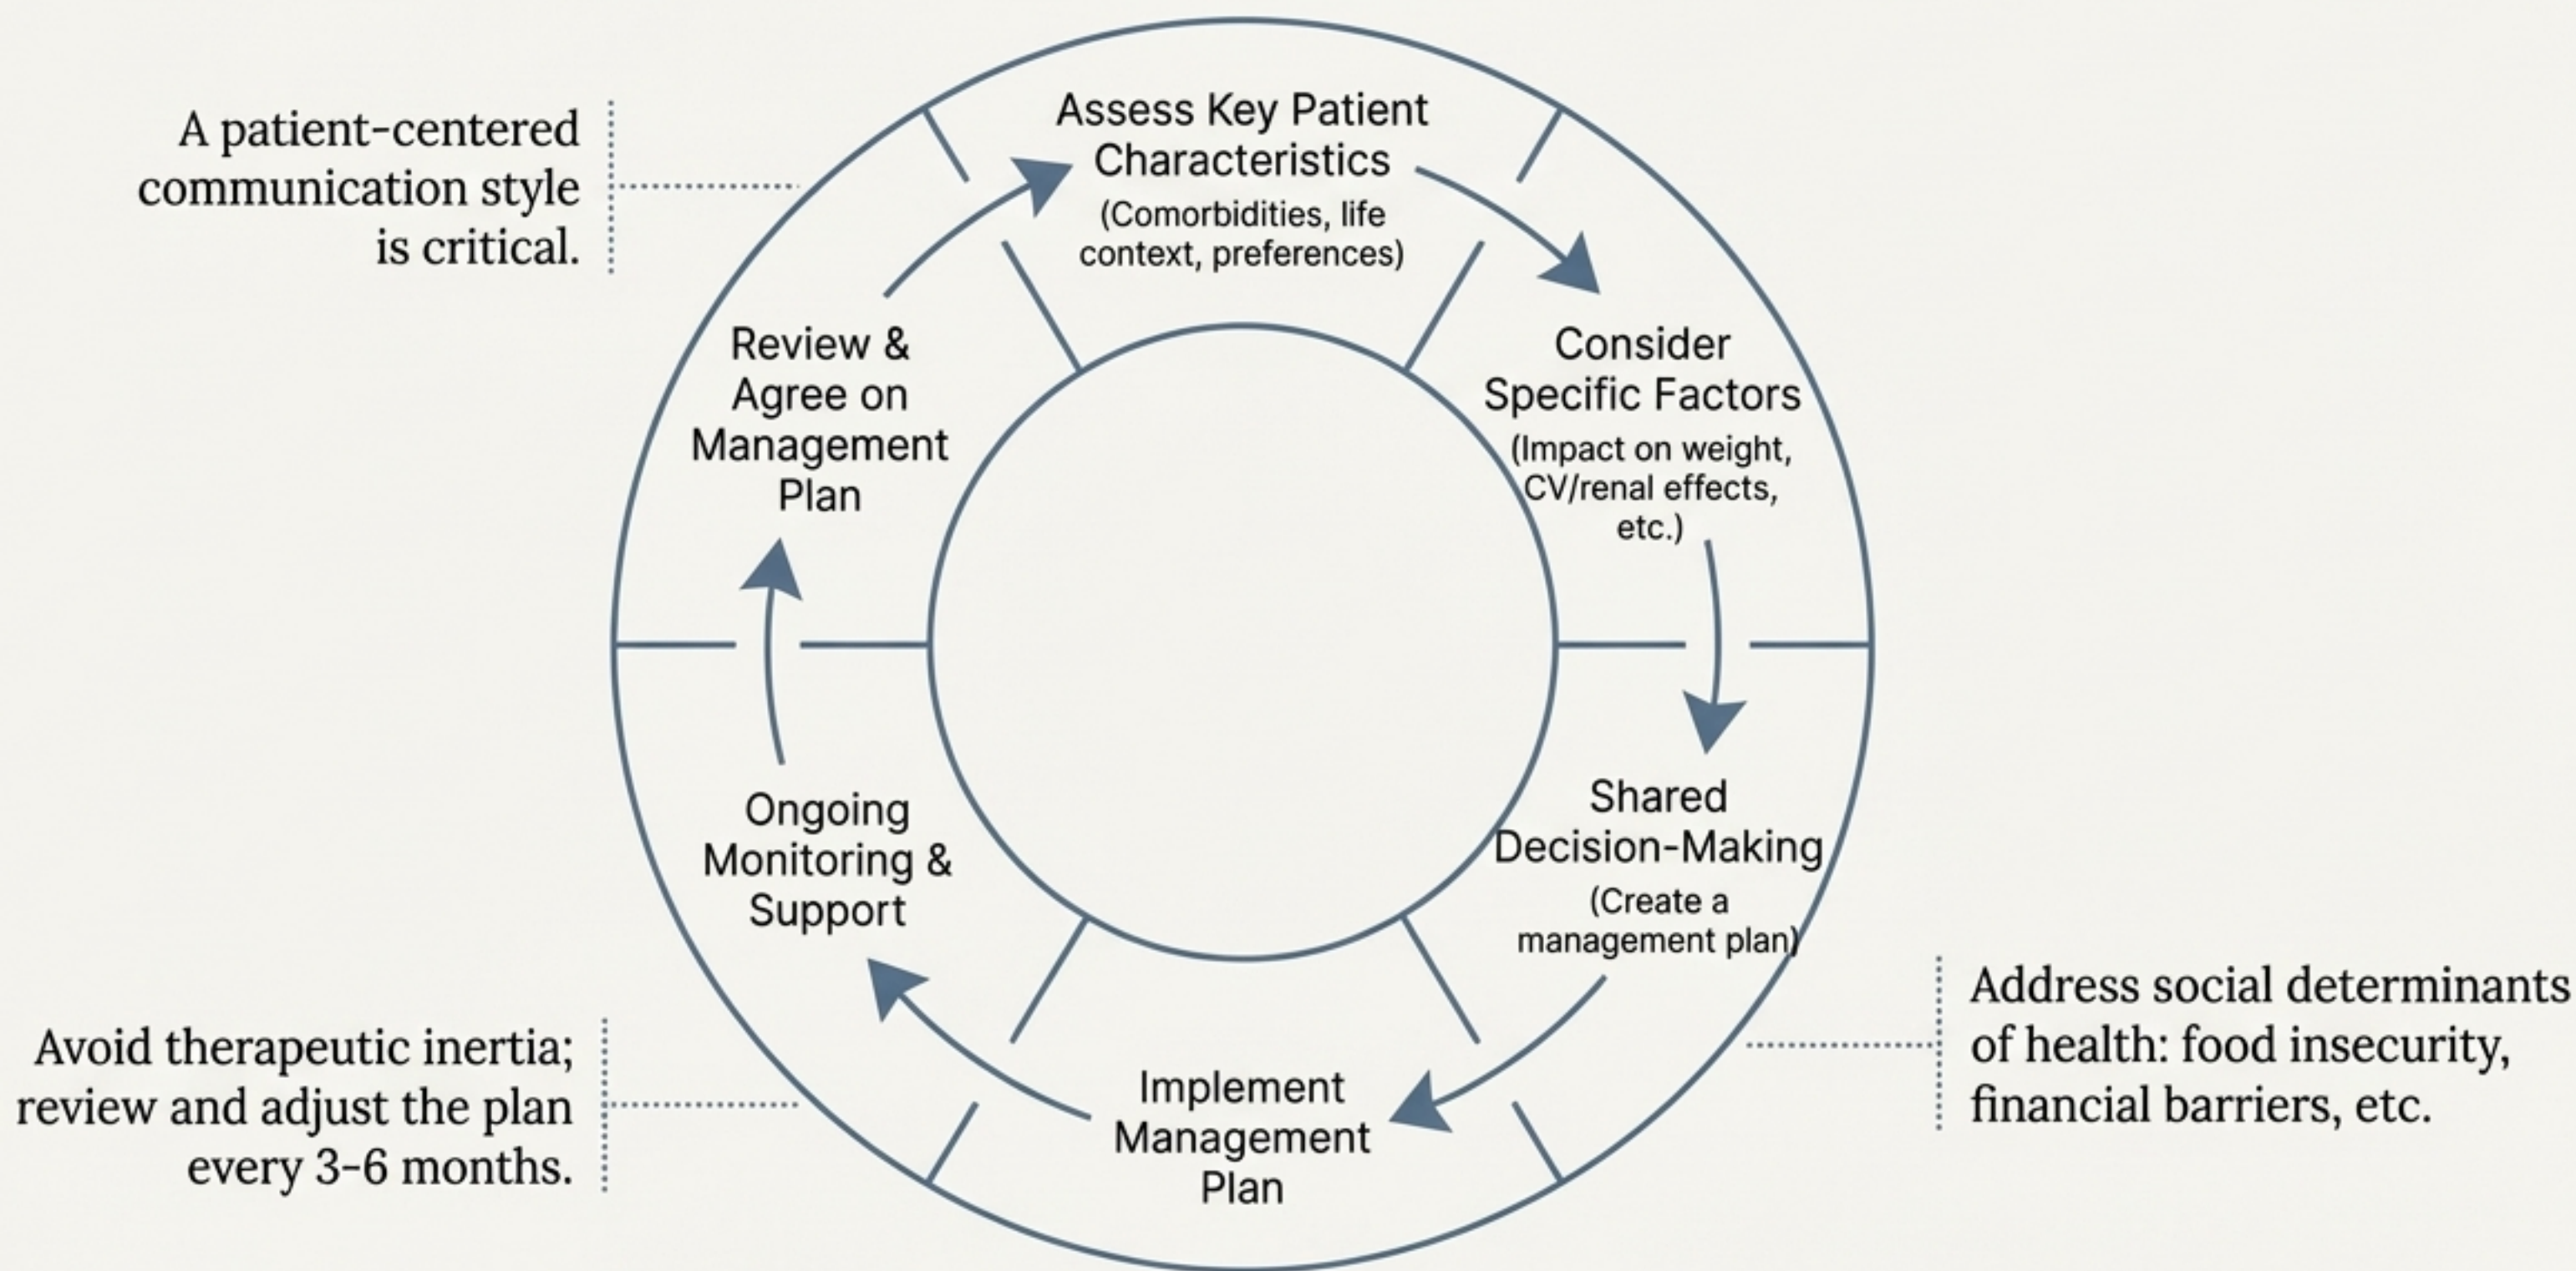 A patient-centered
communication style
is critical.
Assess Key Patient
Characteristics
(Comorbidities, life
context, preferences)
Consider
Specific Factors
(Impact on weight,
CV/renal effects,
etc.)
Shared
Decision-Making
(Create a
management plan)
Address social determinants
of health: food insecurity,
financial barriers, etc.
Implement
Management
Plan
Ongoing
Monitoring &
Support
Avoid therapeutic inertia;
review and adjust the plan
every 3-6 months.
Review &
Agree on
Management
Plan